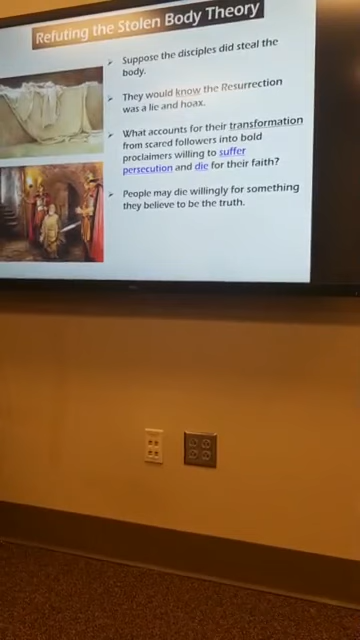 Refuting the Stolen Body Theory
➢ Suppose the disciples did steal the
body.
➢ They would know the Resurrection
was a lie and hoax.
➢ What accounts for their transformation
from scared followers into bold
proclaimers willing to suffer
persecution and die for their faith?
➢ People may die willingly for something
they believe to be the truth.